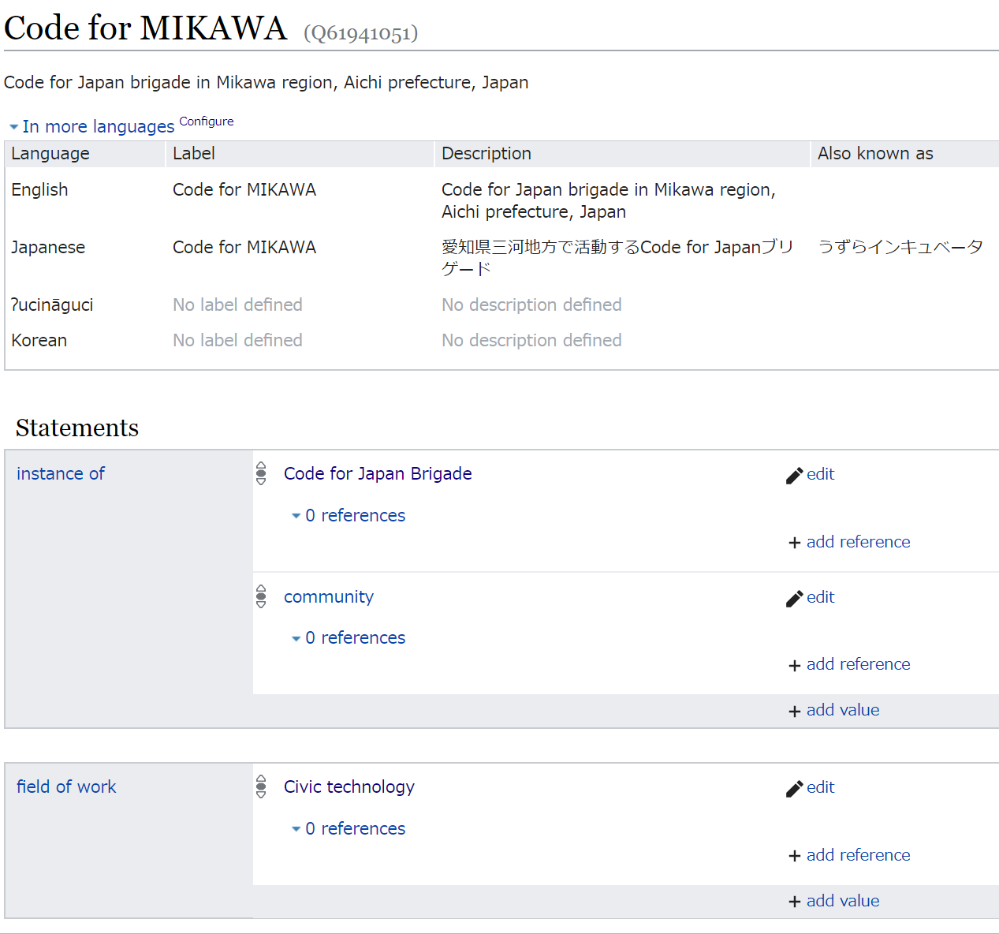 Code for MIKAWA (Q61941051)
Code for Japan brigade in Mikawa region, Aichi prefecture, Japan
In more languages Configure
Language Label Description Also known as
English Code for MIKAWA Code for Japan brigade in Mikawa region,
Aichi prefecture, Japan
Japanese Code for MIKAWA 愛知県三河地方で活動するCode for Japanブリ うずらインキュベータ
ゲード
ʔucināguci No label defined No description defined
Korean No label defined No description defined
Statements
instance of Code for Japan Brigade edit
0 references
+ add reference
community edit
0 references
+ add reference
+ add value
field of work Civic technology edit
0 references
+ add reference
+ add value